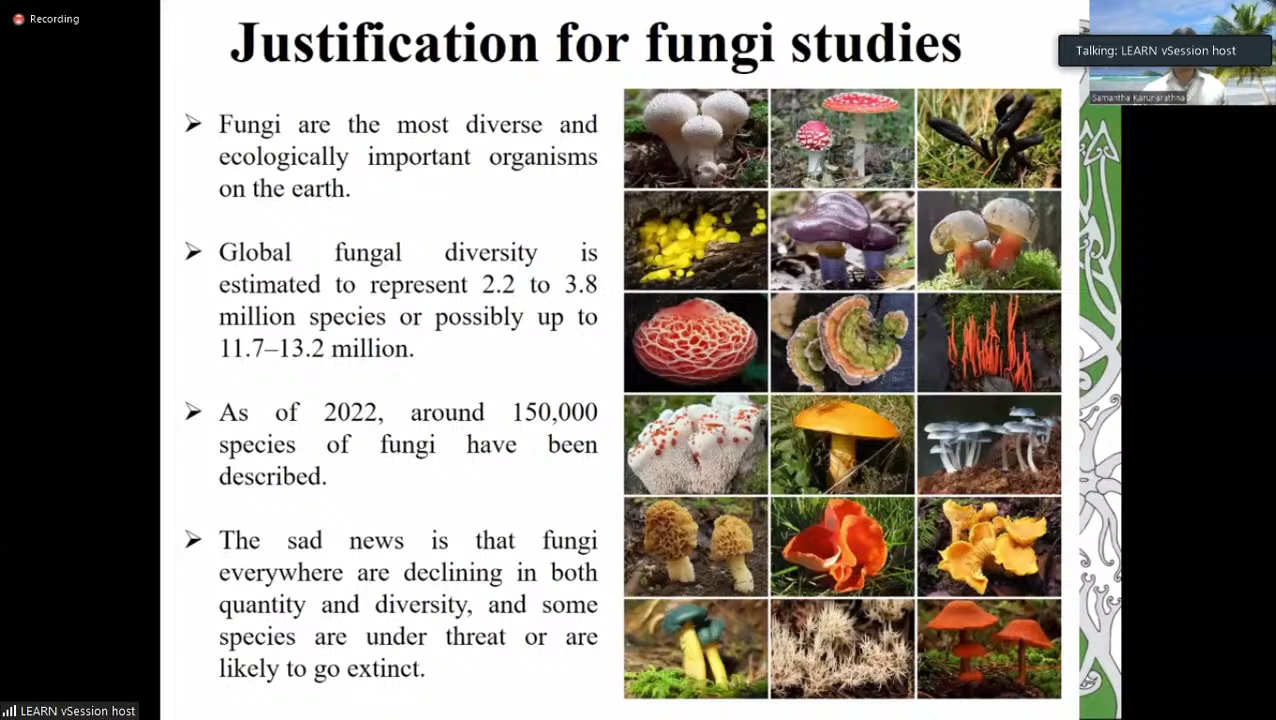 Recording
Justification for fungi studies
Talking: LEARN vSession host
Samantha Karunarathna
➢ Fungi are the most diverse and
ecologically important organisms
on the earth.
➢ Global fungal diversity is
estimated to represent 2.2 to 3.8
million species or possibly up to
11.7–13.2 million.
➢ As of 2022, around 150,000
species of fungi have been
described.
➢ The sad news is that fungi
everywhere are declining in both
quantity and diversity, and some
species are under threat or are
likely to go extinct.
LEARN vSession host